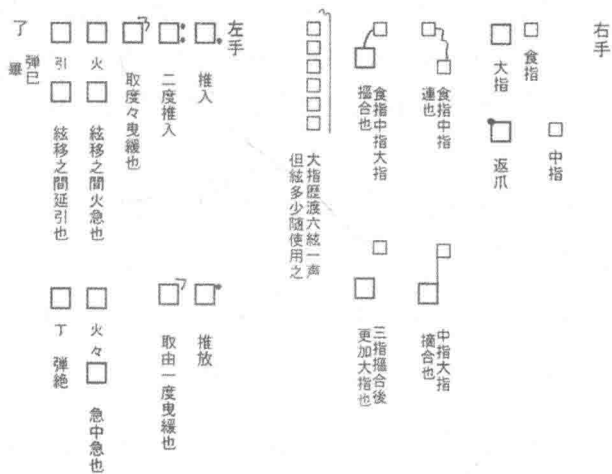 右手
食指
中指
大指
返爪
食指中指
連也
中指大指
摘合也
食指中指大指
搯合也
三指搯合後
更加大指也
大指歴渡六絃一声
但絃多少隨使用之
左手
推入
推放
二度推入
取由一度曳緩也
取度々曳緩也
火
絃移之間火急也
火々
急中急也
引
絃移之間延引也
丁
弾絶
了
弾已
畢